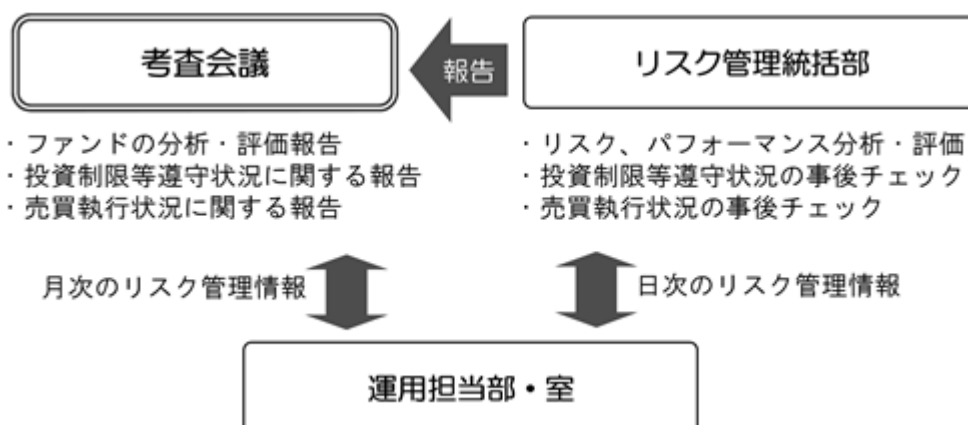 考査会議
報告
リスク管理統括部
・ファンドの分析・評価報告
・投資制限等遵守状況に関する報告
・売買執行状況に関する報告
・リスク、パフォーマンス分析・評価
・投資制限等遵守状況の事後チェック
・売買執行状況の事後チェック
月次のリスク管理情報
日次のリスク管理情報
運用担当部・室